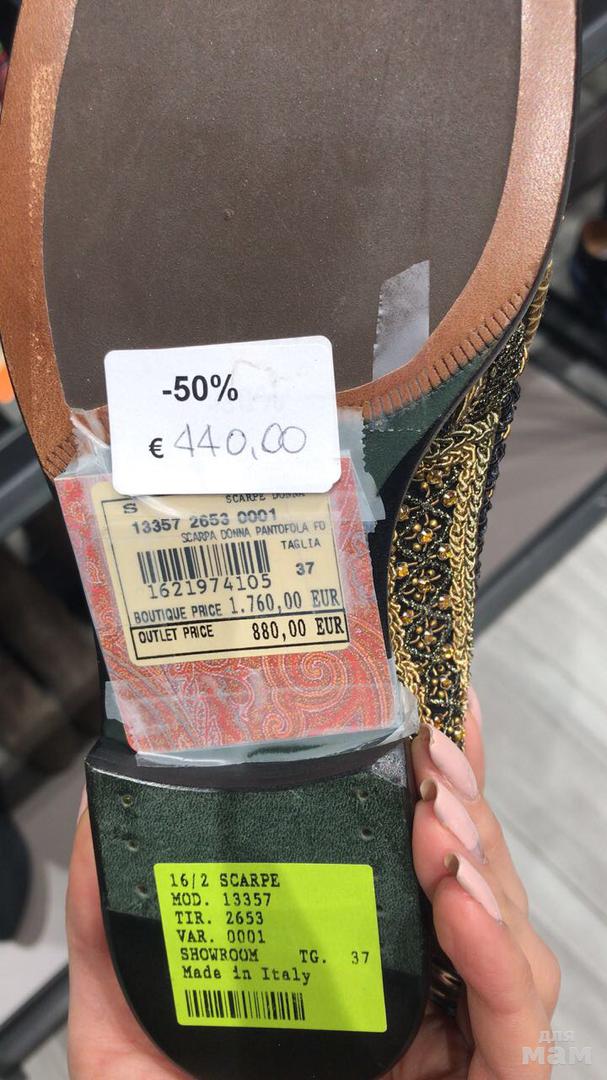 -50%
€ 440,00
S
SCARPE DONNA
13357 2653 0001
SCARPA DONNA PANTOFOLA FO
TAGLIA
37
1621974105
BOUTIQUE PRICE 1.760,00 EUR
OUTLET PRICE 880,00 EUR
16/2 SCARPE
MOD. 13357
TIR. 2653
VAR. 0001
SHOWROOM TG. 37
Made in Italy
для
мам